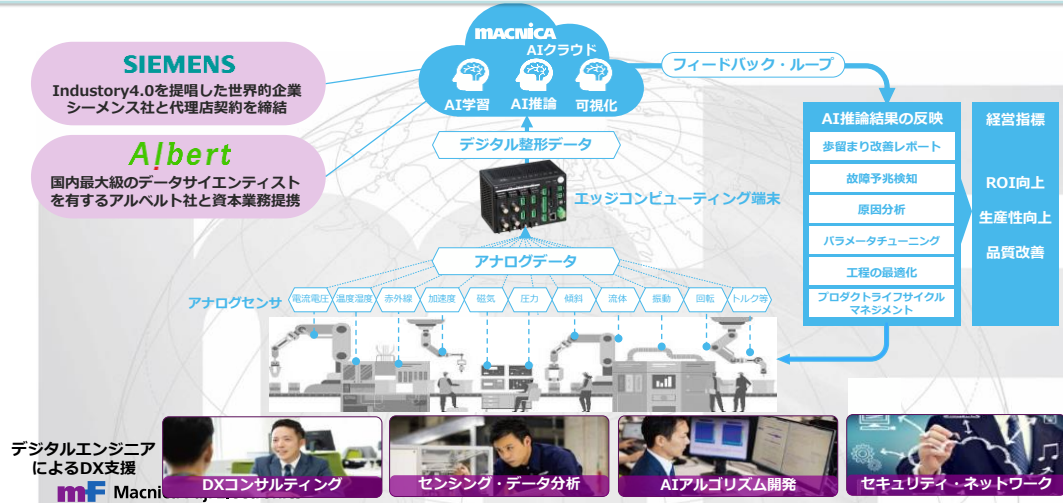 macnica
AIクラウド
AI学習
AI推論
可視化
フィードバック・ループ
SIEMENS
Industory4.0を提唱した世界的企業
シーメンス社と代理店契約を締結
Albert
国内最大級のデータサイエンティスト
を有するアルベルト社と資本業務提携
デジタル整形データ
エッジコンピューティング端末
アナログデータ
アナログセンサ
電流電圧
温度湿度
赤外線
加速度
磁気
圧力
傾斜
流体
振動
回転
トルク等
AI推論結果の反映
歩留まり改善レポート
故障予兆検知
原因分析
パラメータチューニング
工程の最適化
プロダクトライフサイクル
マネジメント
経営指標
ROI向上
生産性向上
品質改善
デジタルエンジニア
によるDX支援
DXコンサルティング
センシング・データ分析
AIアルゴリズム開発
セキュリティ・ネットワーク
mF Macnica